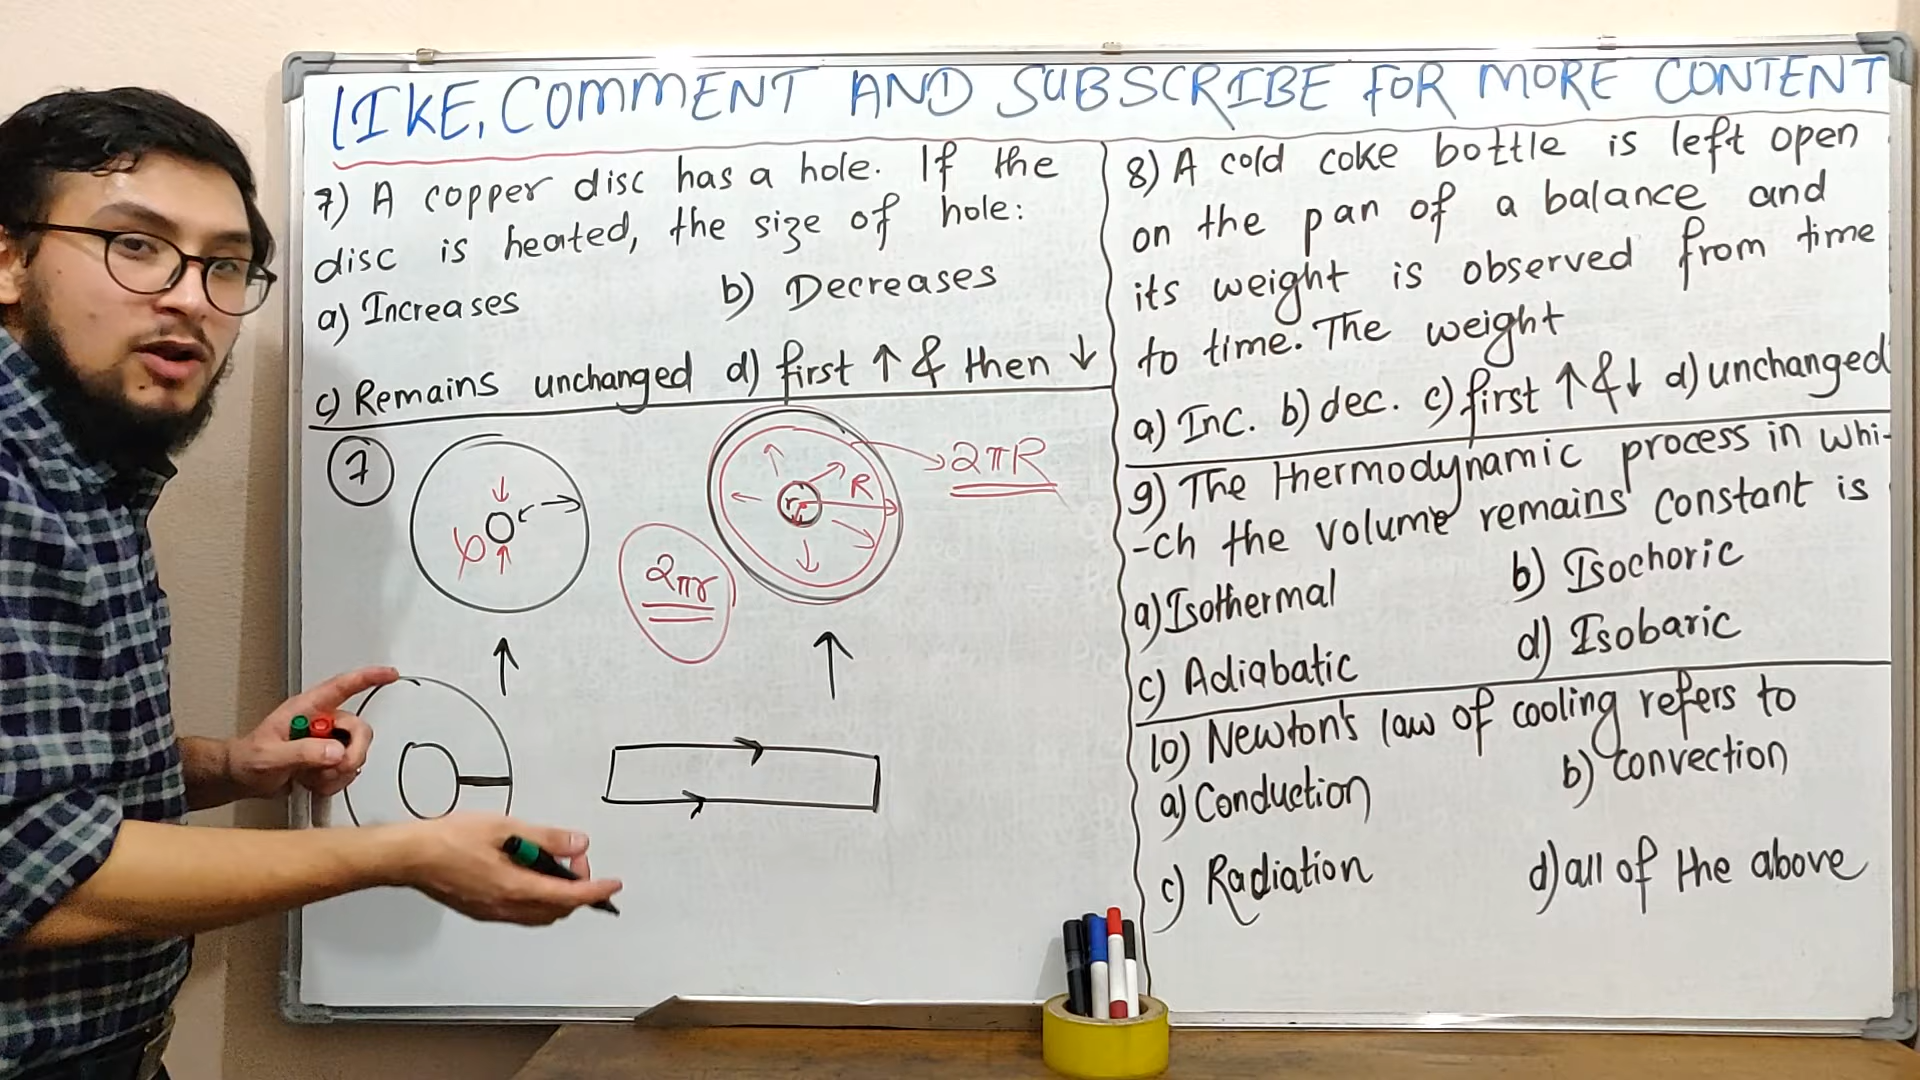 LIKE, COMMENT AND SUBSCRIBE FOR MORE CONTENT
7) A copper disc has a hole. If the
disc is heated, the size of hole:
a) Increases b) Decreases
c) Remains unchanged d) first ↑ & then ↓
7
r
2πr
r
R
2πR
8) A cold coke bottle is left open
on the pan of a balance and
its weight is observed from time
to time. The weight
a) Inc. b) dec. c) first ↑ & ↓ d) unchanged
9) The thermodynamic process in whi-
-ch the volume remains constant is
a) Isothermal b) Isochoric
c) Adiabatic d) Isobaric
10) Newton's law of cooling refers to
a) Conduction b) Convection
c) Radiation d) all of the above